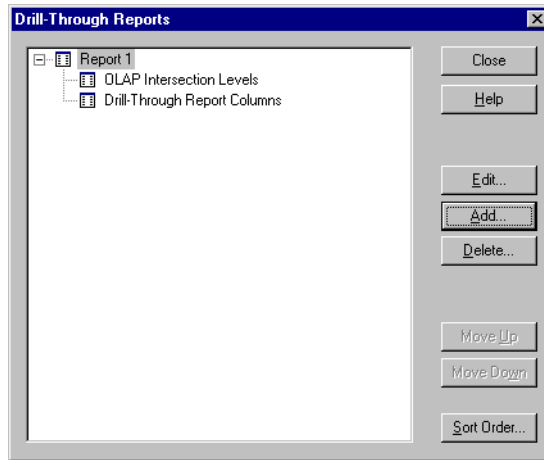 Drill-Through Reports
Report 1
OLAP Intersection Levels
Drill-Through Report Columns
Close
Help
Edit...
Add...
Delete...
Move Up
Move Down
Sort Order...